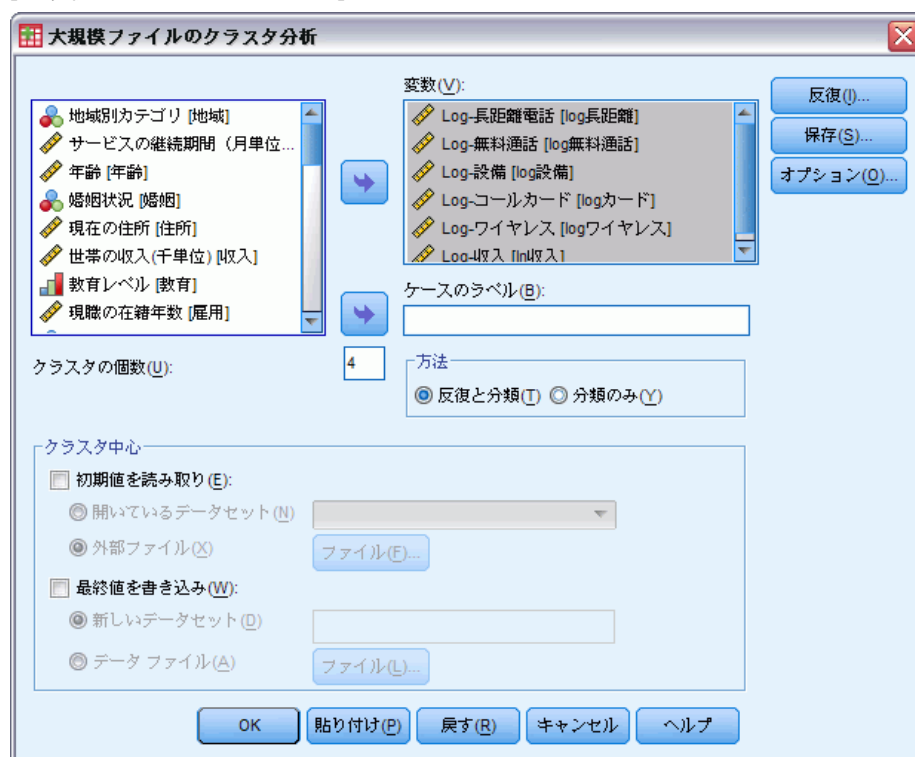 大規模ファイルのクラスタ分析
変数(V):
地域別カテゴリ [地域]
サービスの継続期間（月単位...
年齢 [年齢]
婚姻状況 [婚姻]
現在の住所 [住所]
世帯の収入(千単位) [収入]
教育レベル [教育]
現職の在籍年数 [雇用]
Log-長距離電話 [log長距離]
Log-無料通話 [log無料通話]
Log-設備 [log設備]
Log-コールカード [logカード]
Log-ワイヤレス [logワイヤレス]
Log-収入 [ln収入]
反復(I)...
保存(S)...
オプション(O)...
ケースのラベル(B):
クラスタの個数(U):
4
方法
反復と分類(T) 分類のみ(Y)
クラスタ中心
初期値を読み取り(E):
開いているデータセット(N)
外部ファイル(X)
ファイル(F)...
最終値を書き込み(W):
新しいデータセット(D)
データ ファイル(A)
ファイル(L)...
OK 貼り付け(P) 戻す(R) キャンセル ヘルプ